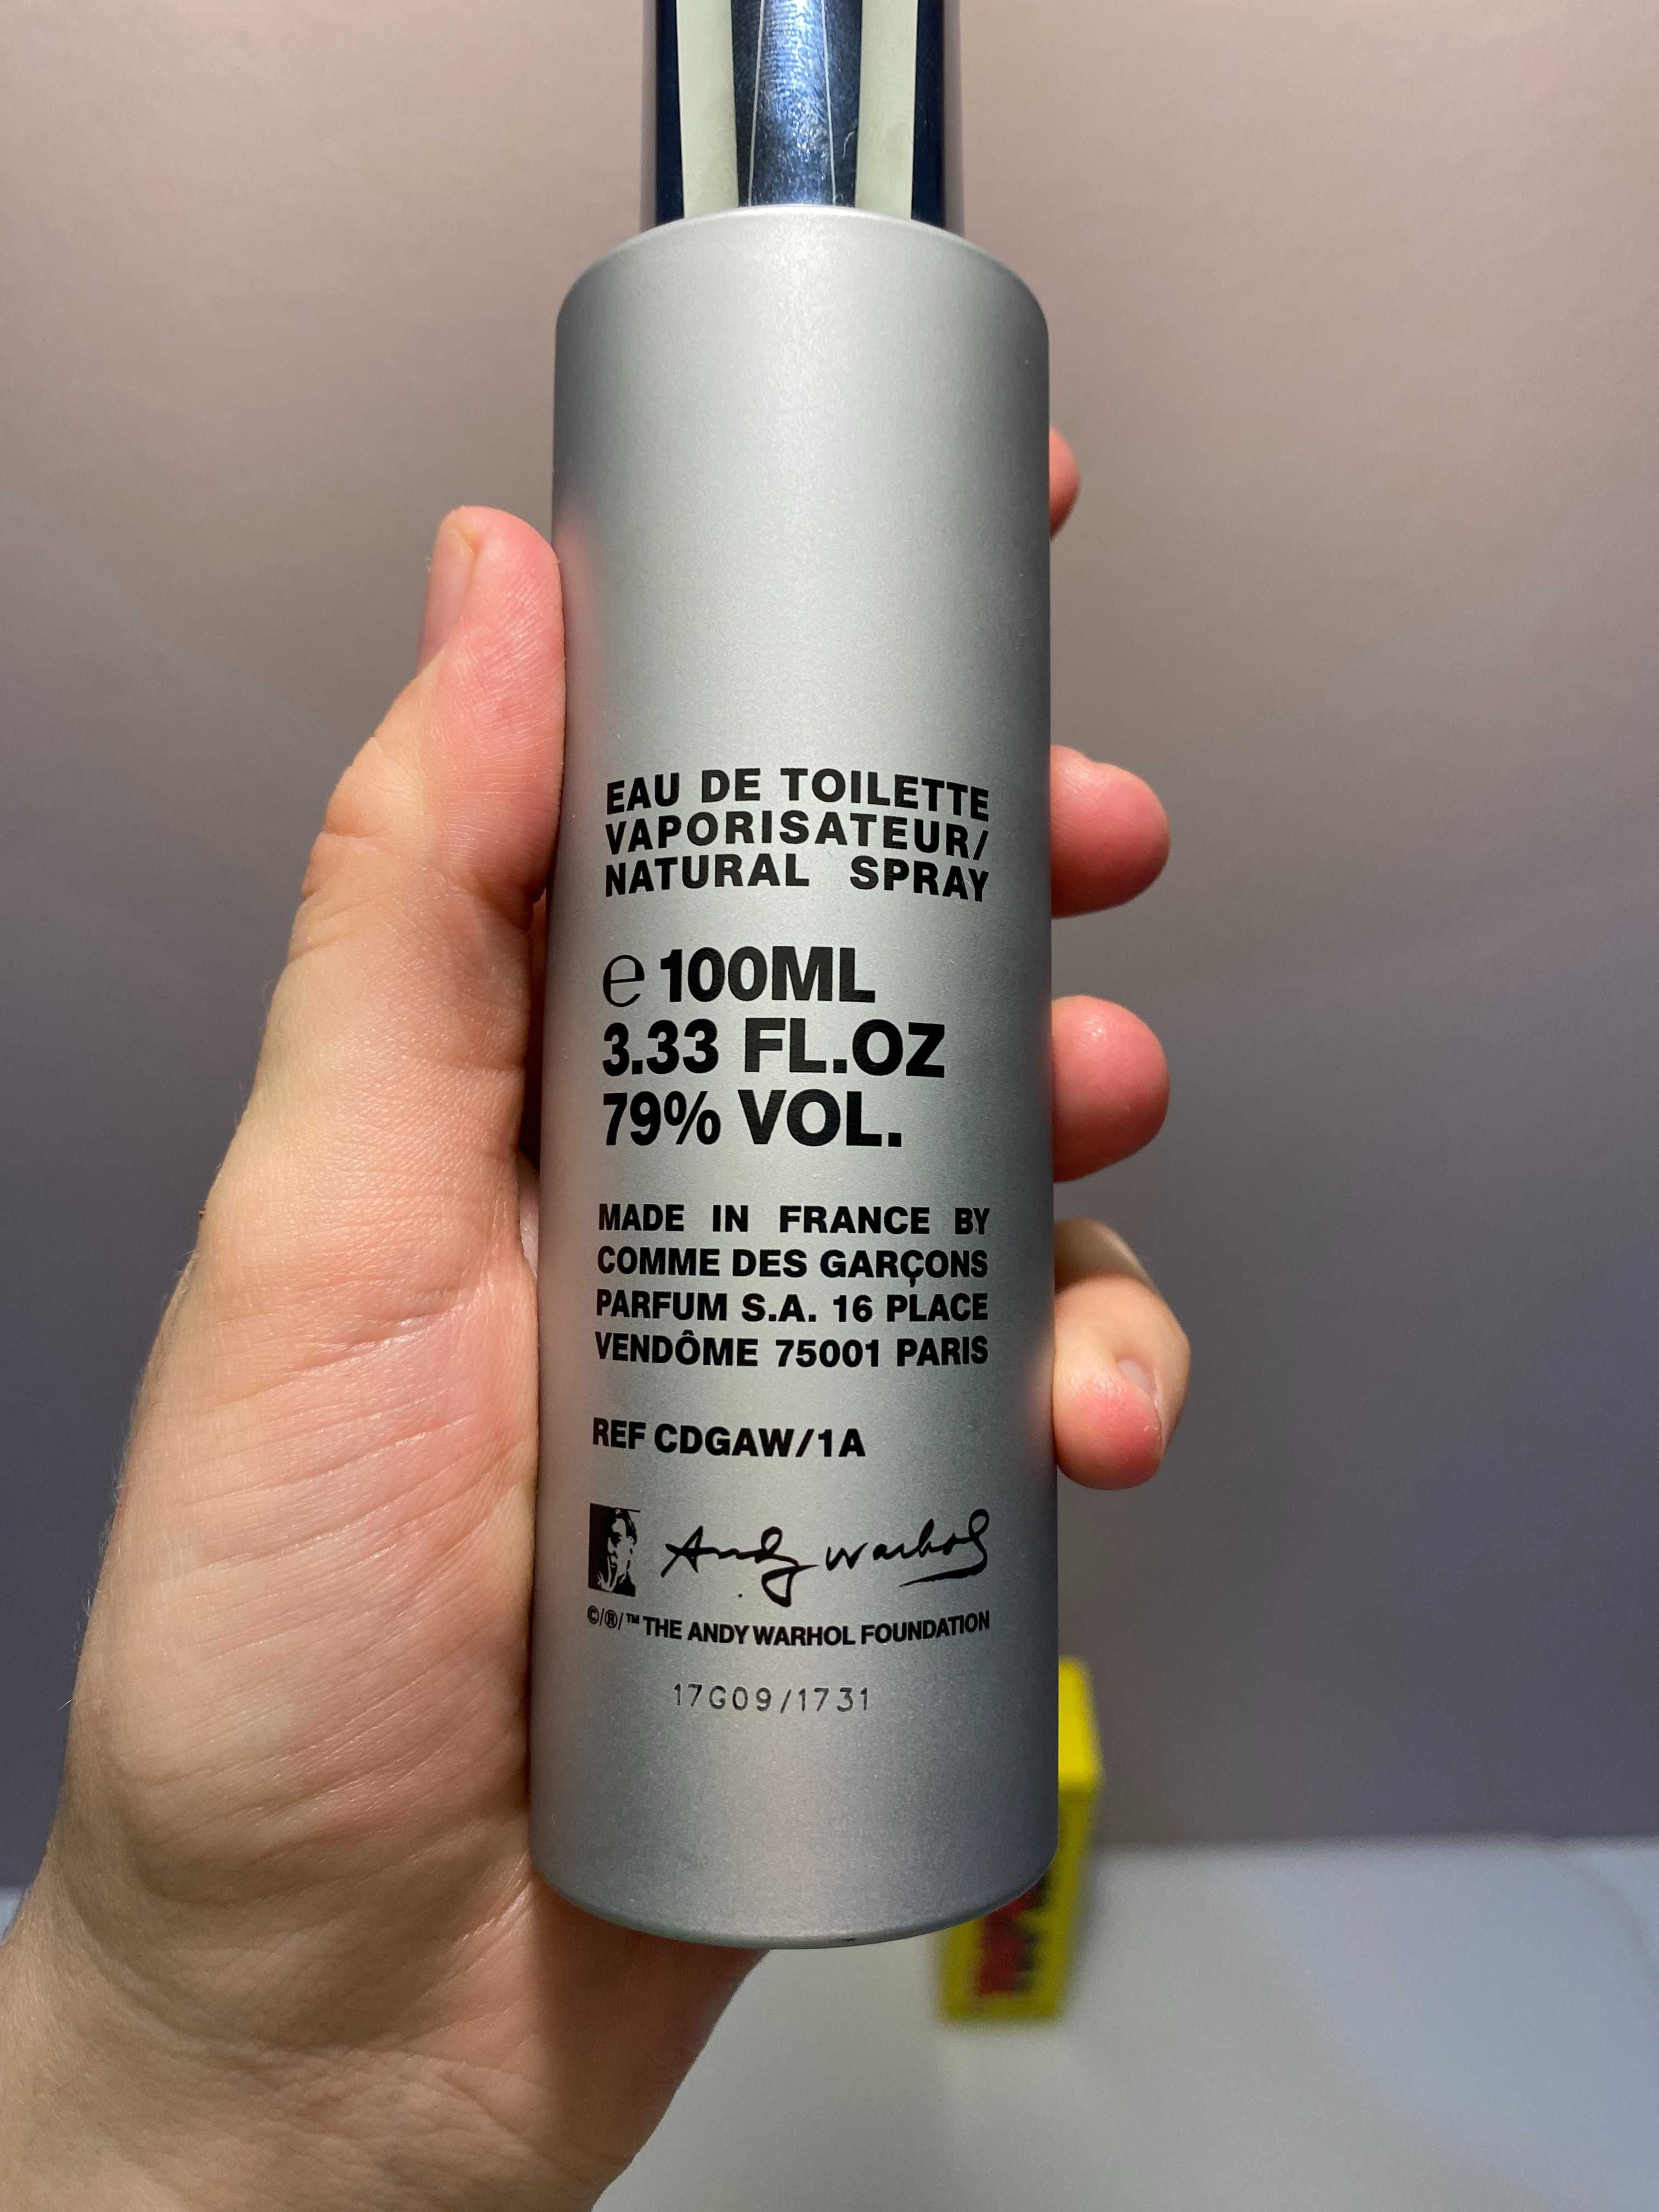 EAU DE TOILETTE
VAPORISATEUR/
NATURAL SPRAY
℮ 100ML
3.33 FL.OZ
79% VOL.
MADE IN FRANCE BY
COMME DES GARÇONS
PARFUM S.A. 16 PLACE
VENDÔME 75001 PARIS
REF CDGAW/1A
Andy Warhol
©/®/™ THE ANDY WARHOL FOUNDATION
17G09/1731